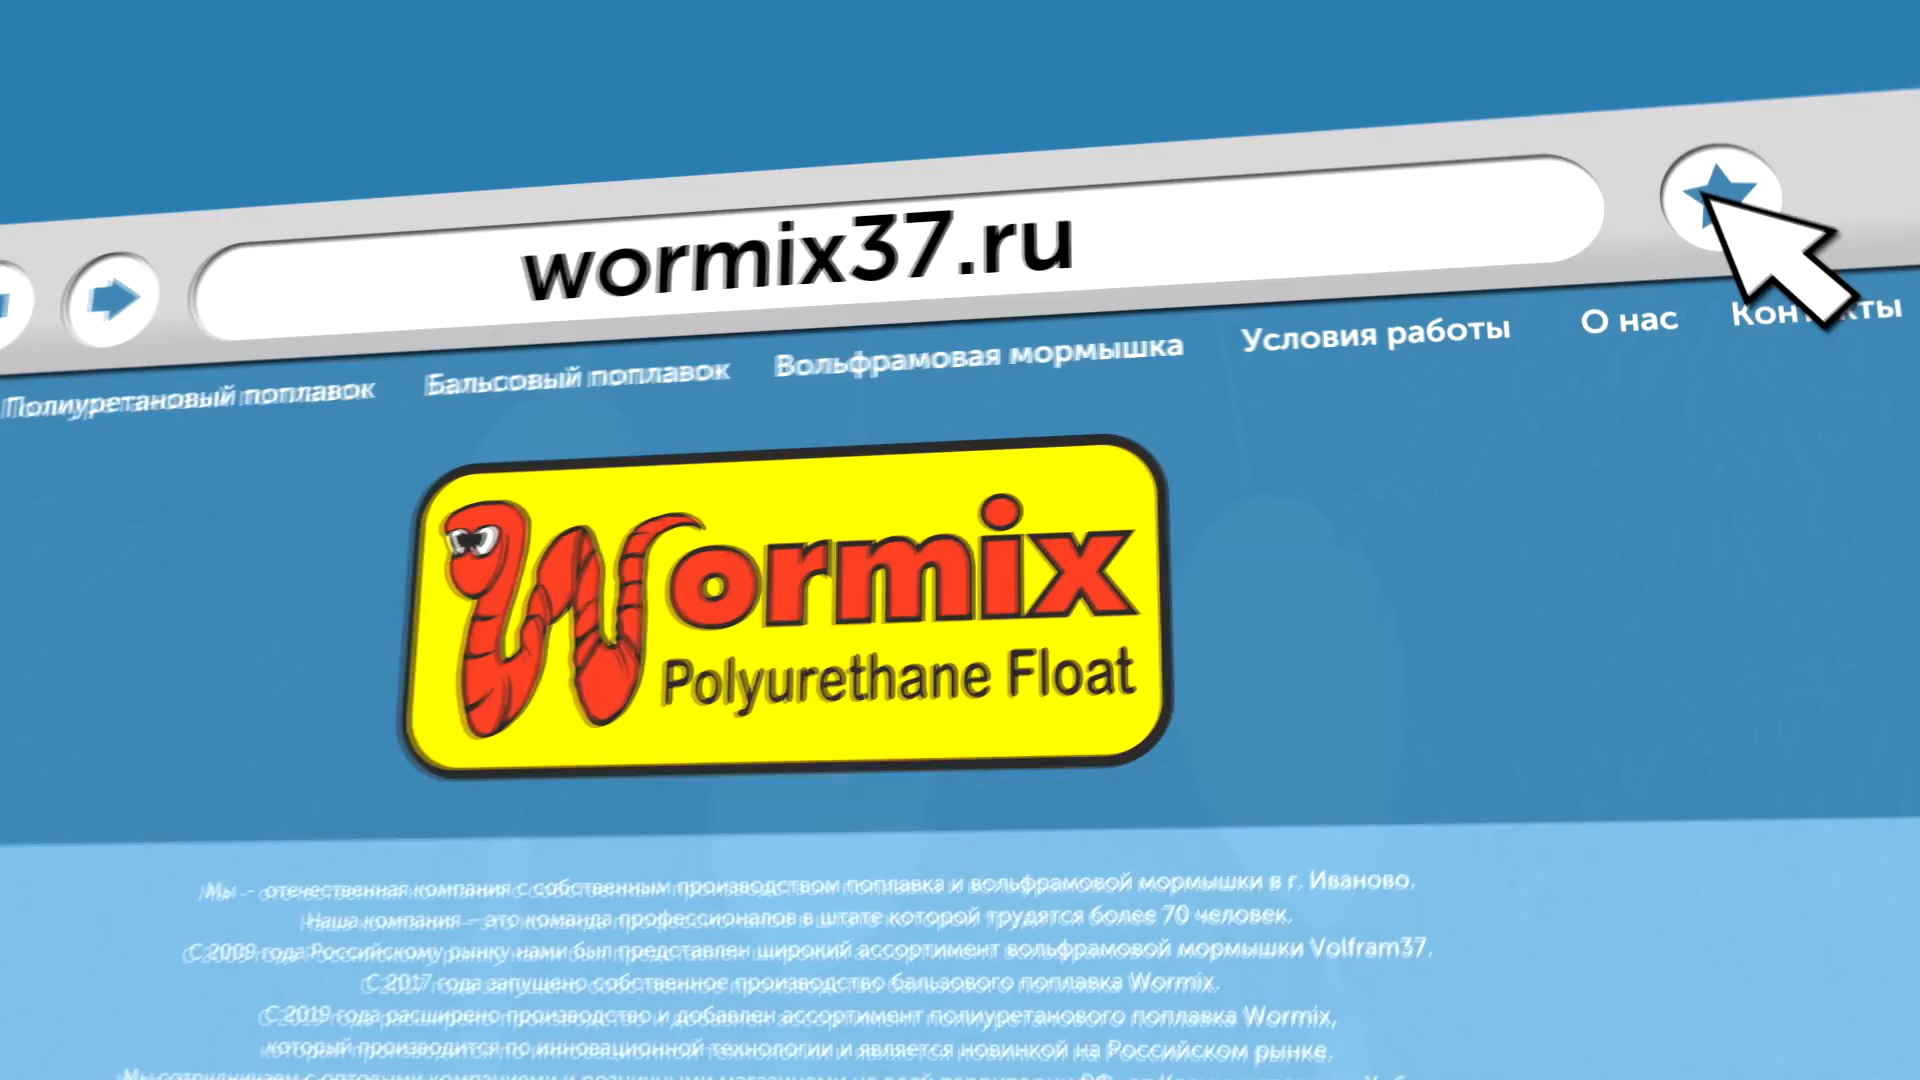 wormix37.ru
Полиуретановый поплавок Бальсовый поплавок Вольфрамовая мормышка Условия работы О нас
Wormix
Polyurethane Float
Мы – отечественная компания с собственным производством поплавка и вольфрамовой мормышки в г. Иваново.
Наша компания – это команда профессионалов в штате которой трудятся более 70 человек.
С 2009 года Российскому рынку нами был представлен широкий ассортимент вольфрамовой мормышки Volfram37.
С 2017 года запущено собственное производство бальзового поплавка Wormix.
С 2019 года расширено производство и добавлен ассортимент полиуретанового поплавка Wormix,
который производится по инновационной технологии и является новинкой на Российском рынке.